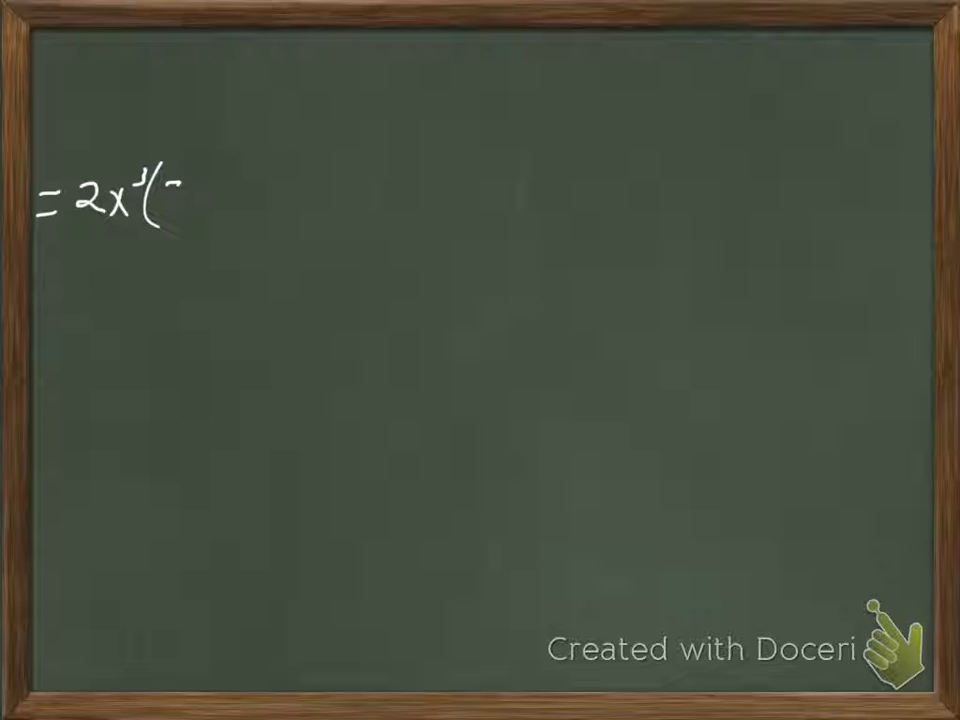 = 2x³(
Created with Doceri